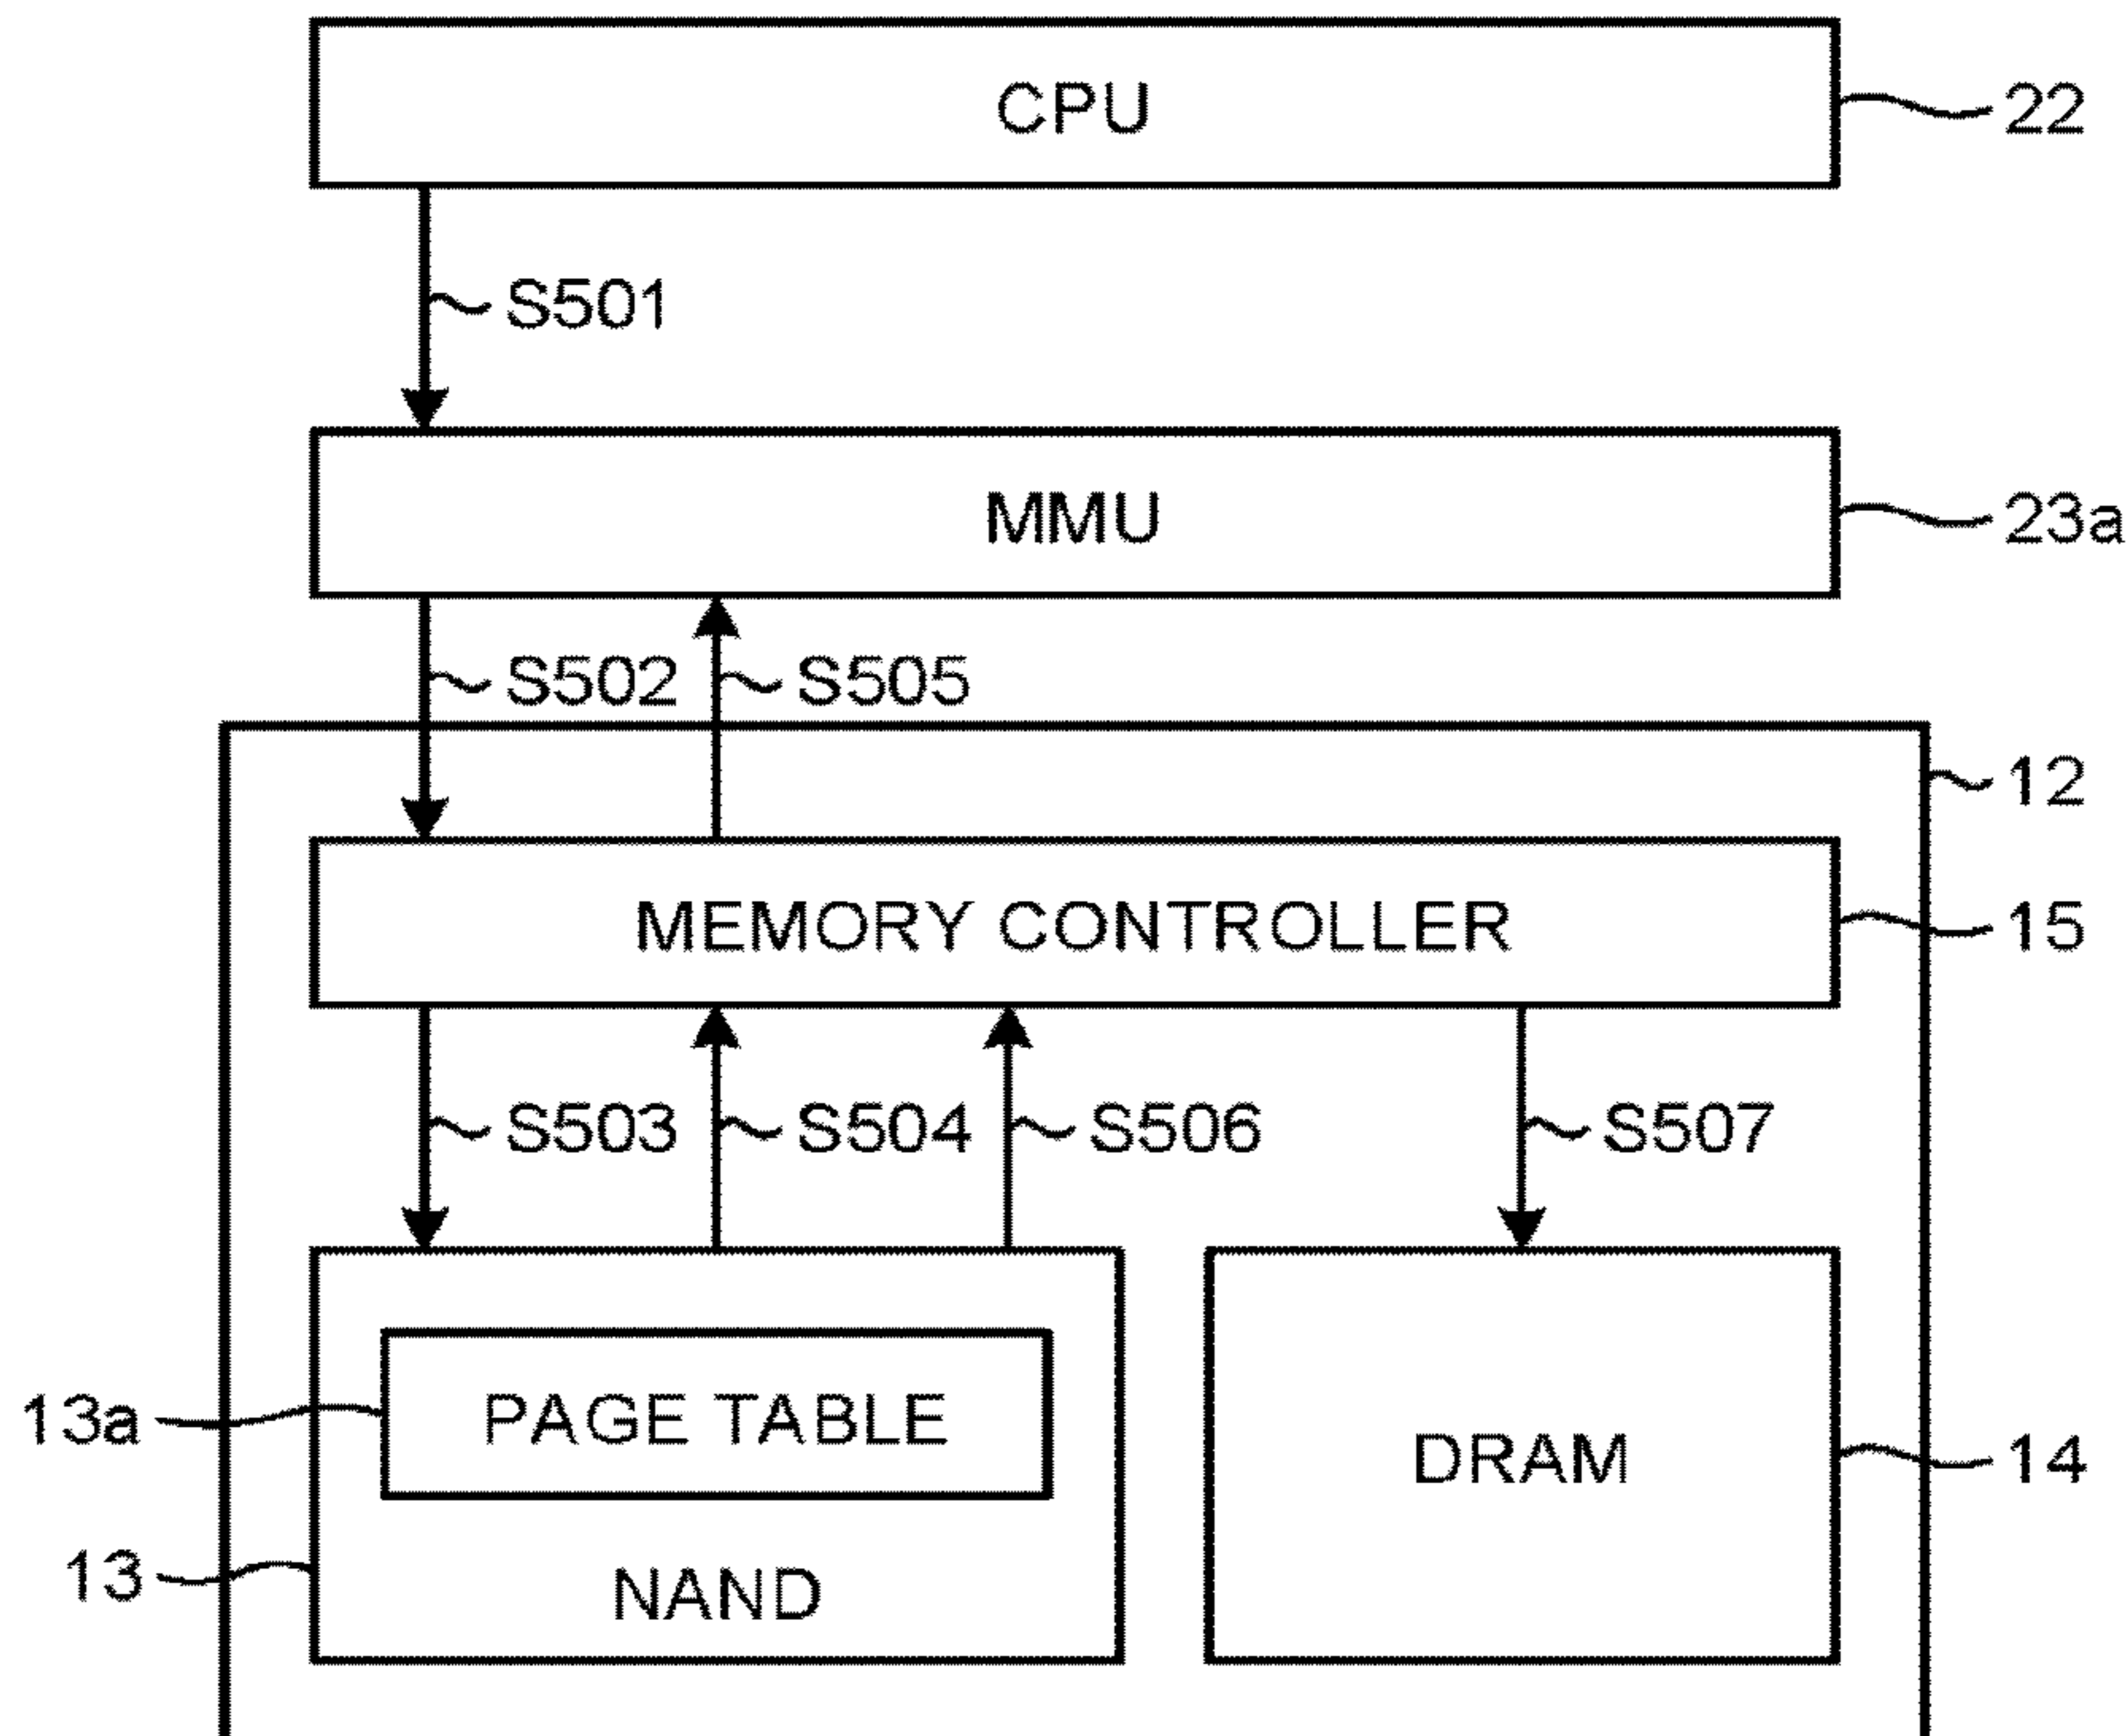 CPU
22
S501
MMU
23a
S502
S505
12
MEMORY CONTROLLER
15
S503
S504
S506
S507
13a
PAGE TABLE
DRAM
14
13
NAND